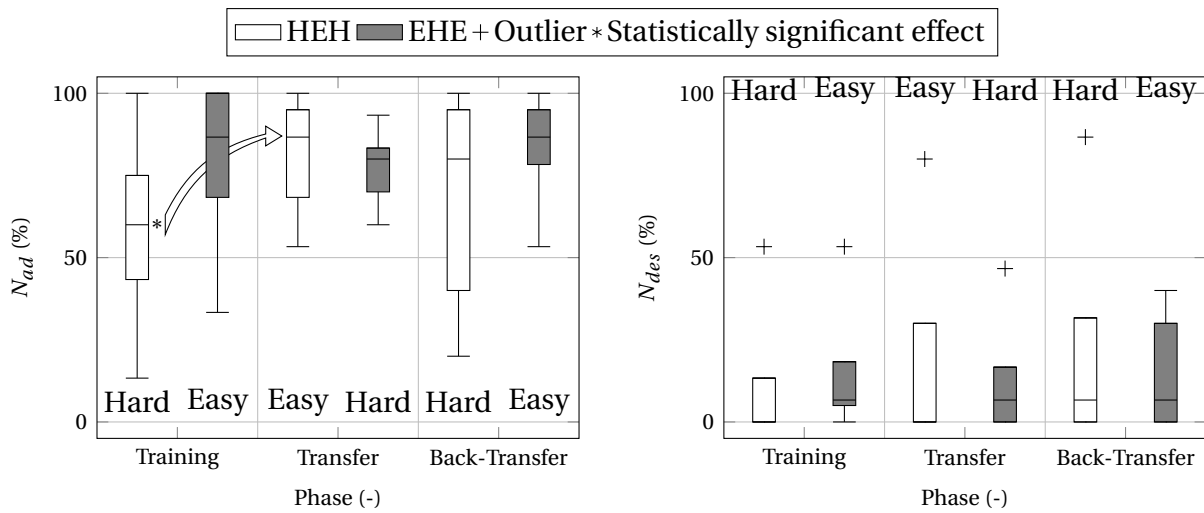 HEH EHE + Outlier * Statistically significant effect
100
50
0
N_ad (%)
*
Hard Easy Easy Hard Hard Easy
Training Transfer Back-Transfer
Phase (-)
Hard Easy Easy Hard Hard Easy
100
50
0
N_des (%)
Training Transfer Back-Transfer
Phase (-)